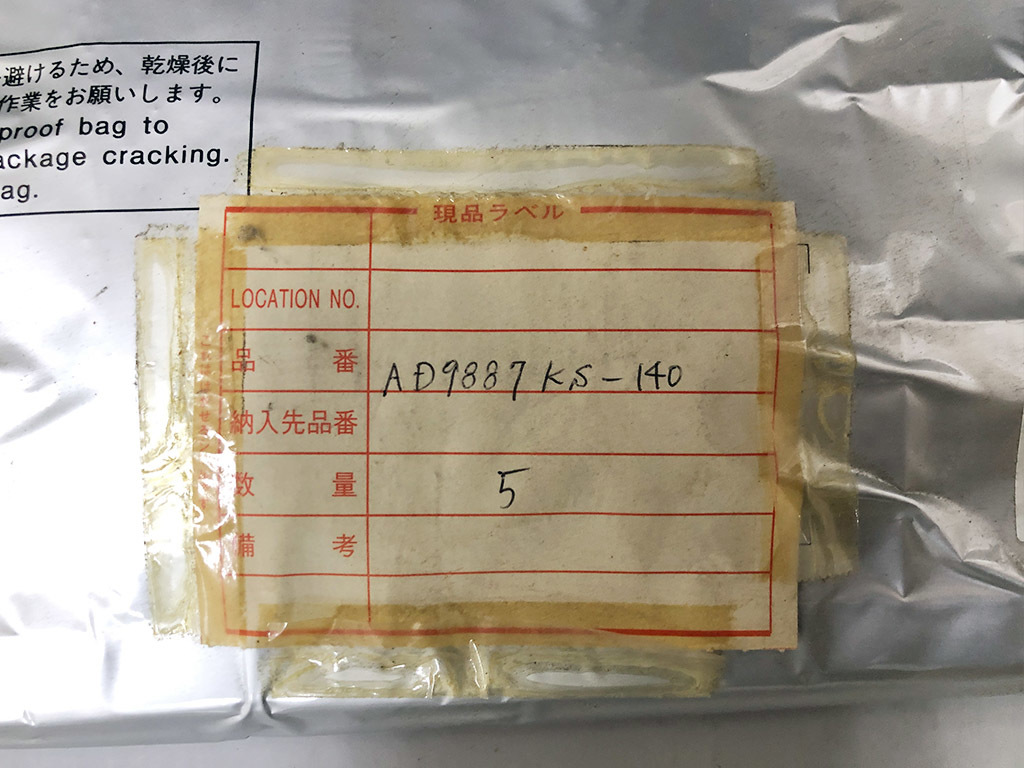 避けるため、乾燥後に
作業をお願いします。
proof bag to
ackage cracking.
ag.
現品ラベル
LOCATION NO.
品 番 AD9887KS-140
納入先品番
数 量 5
備 考